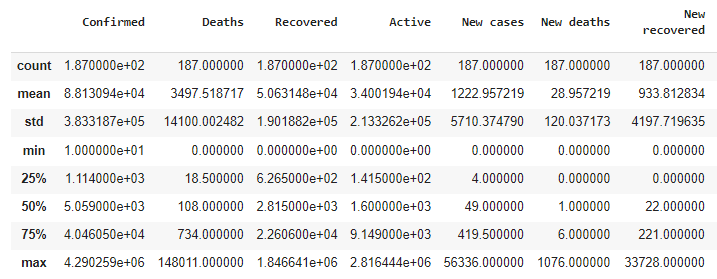 Confirmed Deaths Recovered Active New cases New deaths New recovered
count 1.870000e+02 187.000000 1.870000e+02 1.870000e+02 187.000000 187.000000 187.000000
mean 8.813094e+04 3497.518717 5.063148e+04 3.400194e+04 1222.957219 28.957219 933.812834
std 3.833187e+05 14100.002482 1.901882e+05 2.133262e+05 5710.374790 120.037173 4197.719635
min 1.000000e+01 0.000000 0.000000e+00 0.000000e+00 0.000000 0.000000 0.000000
25% 1.114000e+03 18.500000 6.265000e+02 1.415000e+02 4.000000 0.000000 0.000000
50% 5.059000e+03 108.000000 2.815000e+03 1.600000e+03 49.000000 1.000000 22.000000
75% 4.046050e+04 734.000000 2.260600e+04 9.149000e+03 419.500000 6.000000 221.000000
max 4.290259e+06 148011.000000 1.846641e+06 2.816444e+06 56336.000000 1076.000000 33728.000000